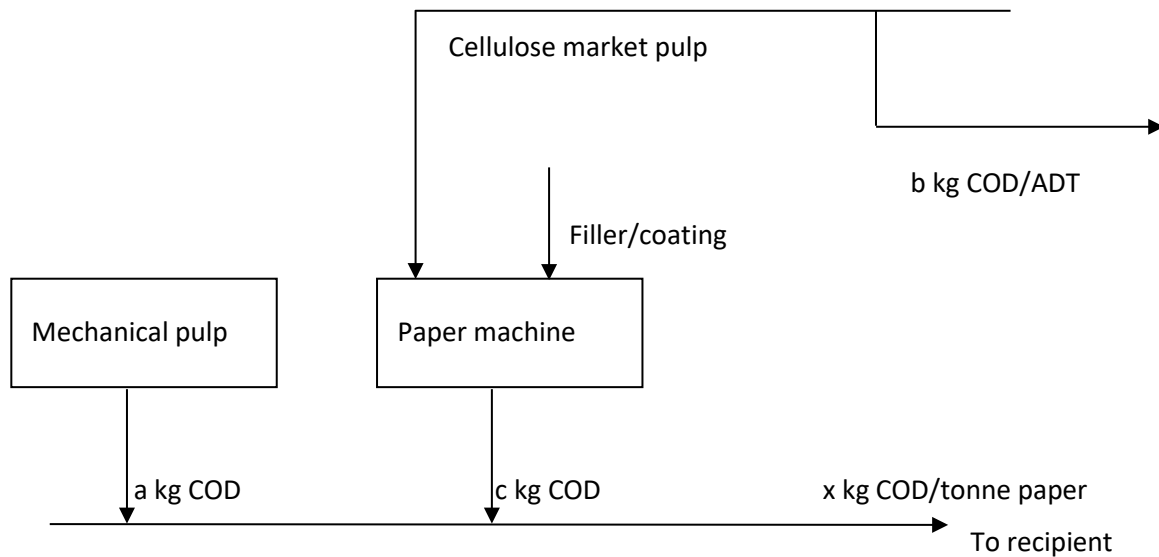 Cellulose market pulp
b kg COD/ADT
Filler/coating
Mechanical pulp
Paper machine
a kg COD
c kg COD
x kg COD/tonne paper
To recipient